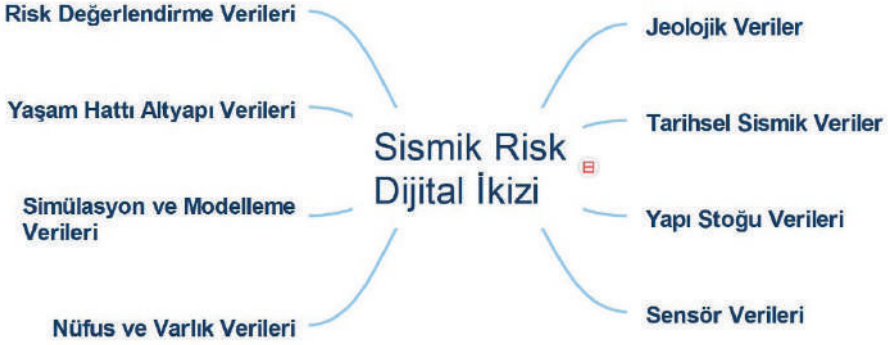 Risk Değerlendirme Verileri
Yaşam Hattı Altyapı Verileri
Simülasyon ve Modelleme
Verileri
Nüfus ve Varlık Verileri
Sismik Risk
Dijital İkizi
Jeolojik Veriler
Tarihsel Sismik Veriler
Yapı Stoğu Verileri
Sensör Verileri